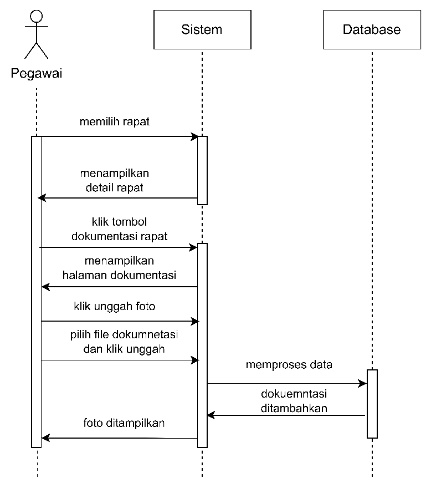 Sistem
Database
Pegawai
memilih rapat
menampilkan
detail rapat
klik tombol
dokumentasi rapat
menampilkan
halaman dokumentasi
klik unggah foto
pilih file dokumnetasi
dan klik unggah
memproses data
dokuemntasi
ditambahkan
foto ditampilkan